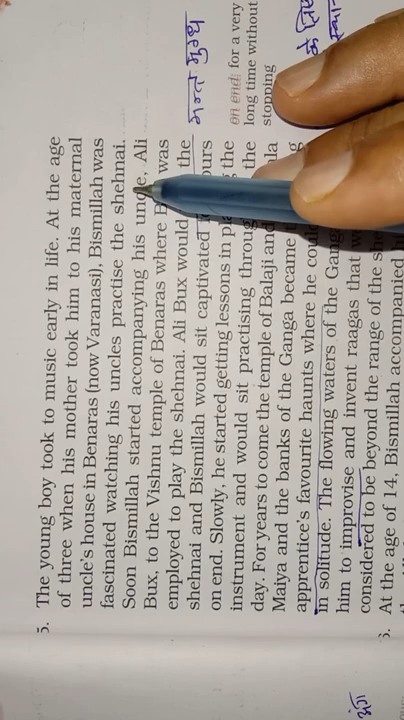 5. The young boy took to music early in life. At the age
of three when his mother took him to his maternal
uncle's house in Benaras (now Varanasi), Bismillah was
fascinated watching his uncles practise the shehnai.
Soon Bismillah started accompanying his uncle, Ali
Bux, to the Vishnu temple of Benaras where was
employed to play the shehnai. Ali Bux would the
shehnai and Bismillah would sit captivated
on end. Slowly, he started getting lessons in the
instrument and would sit practising the
day. For years to come the temple of Balaji and
Maiya and the banks of the Ganga became
apprentice's favourite haunts where he
in solitude. The flowing waters of the
him to improvise and invent raagas that
considered to be beyond the range of the
At the age of 14, Bismillah accompanied
मन्त्र मुग्ध
on end: for a very
long time without
stopping
के लिए